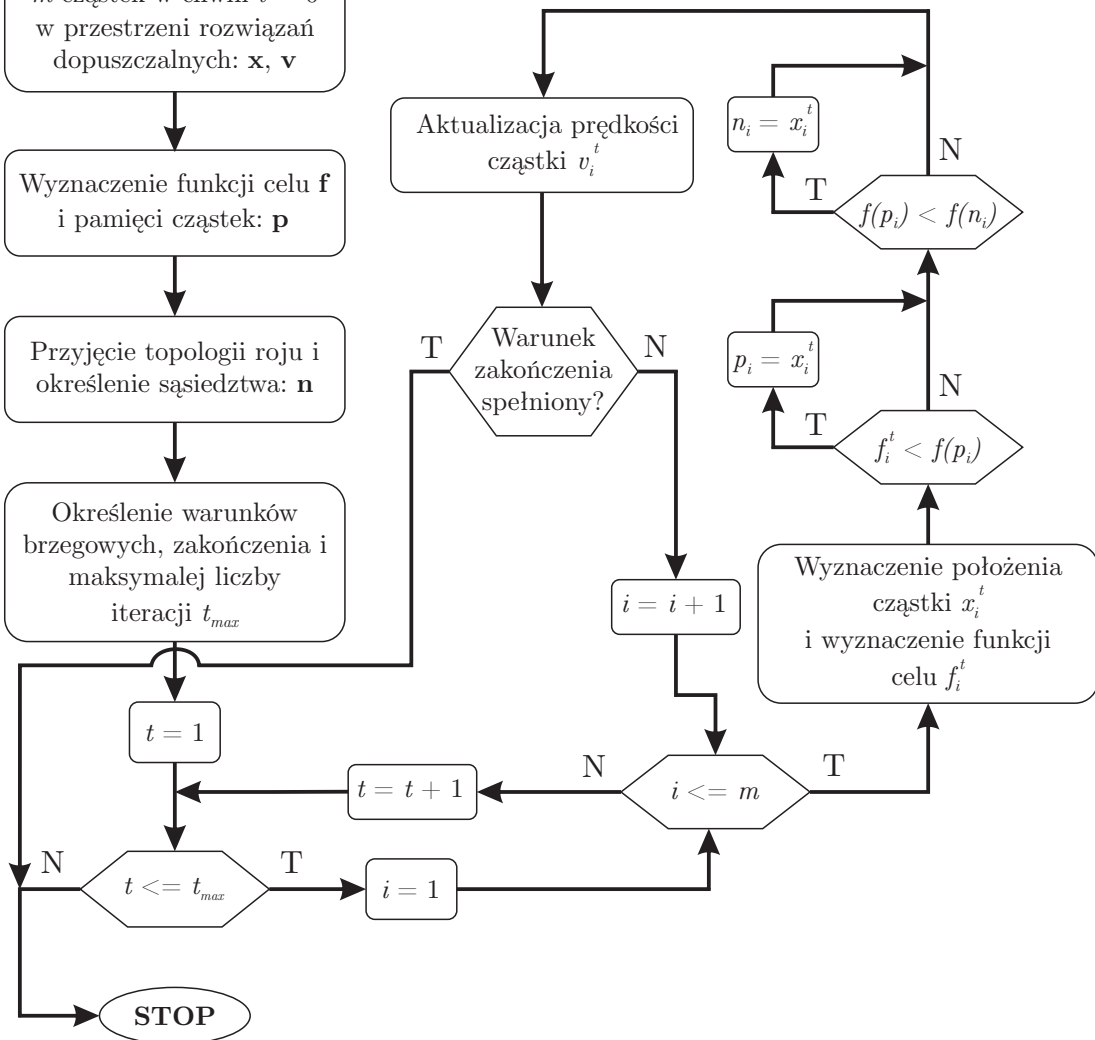 w przestrzeni rozwiązań
dopuszczalnych: x, v
Wyznaczenie funkcji celu f
i pamięci cząstek: p
Przyjęcie topologii roju i
określenie sąsiedztwa: n
Określenie warunków
brzegowych, zakończenia i
maksymalej liczby
iteracji t_max
t = 1
N
t <= t_max
T
STOP
Aktualizacja prędkości
cząstki v_i^t
T
Warunek
zakończenia
spełniony?
N
i = i + 1
t = t + 1
N
i <= m
T
i = 1
Wyznaczenie położenia
cząstki x_i^t
i wyznaczenie funkcji
celu f_i^t
f_i^t < f(p_i)
T
N
p_i = x_i^t
f(p_i) < f(n_i)
T
N
n_i = x_i^t